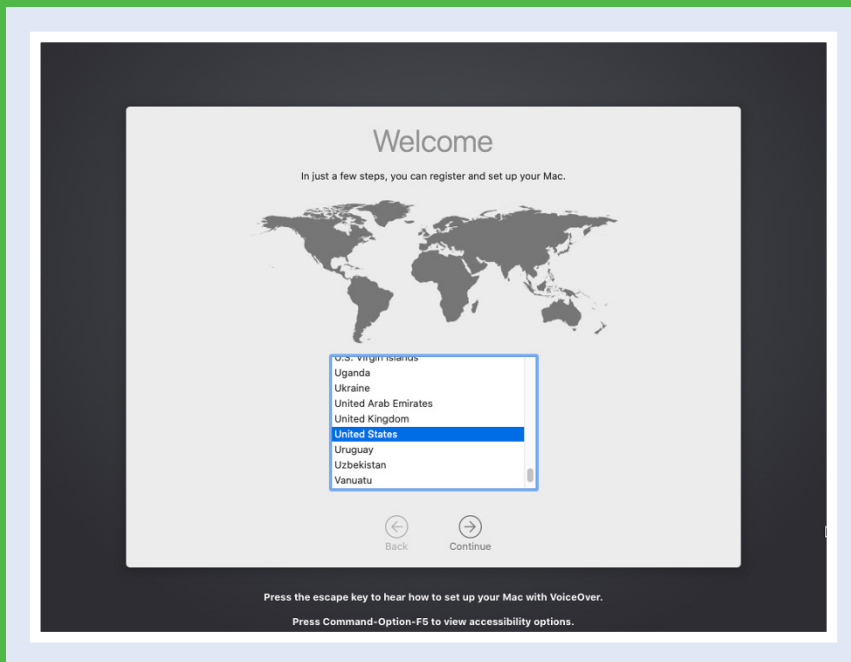 Welcome
In just a few steps, you can register and set up your Mac.
U.S. Virgin Islands
Uganda
Ukraine
United Arab Emirates
United Kingdom
United States
Uruguay
Uzbekistan
Vanuatu
Back Continue
Press the escape key to hear how to set up your Mac with VoiceOver.
Press Command-Option-F5 to view accessibility options.